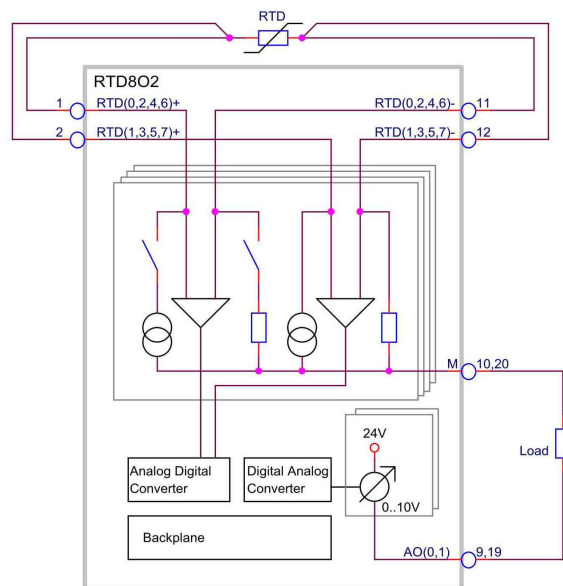 RTD
RTD8O2
1
RTD(0,2,4,6)+
RTD(0,2,4,6)-
11
2
RTD(1,3,5,7)+
RTD(1,3,5,7)-
12
M
10,20
24V
Load
Analog Digital
Converter
Digital Analog
Converter
0..10V
Backplane
AO(0,1)
9,19